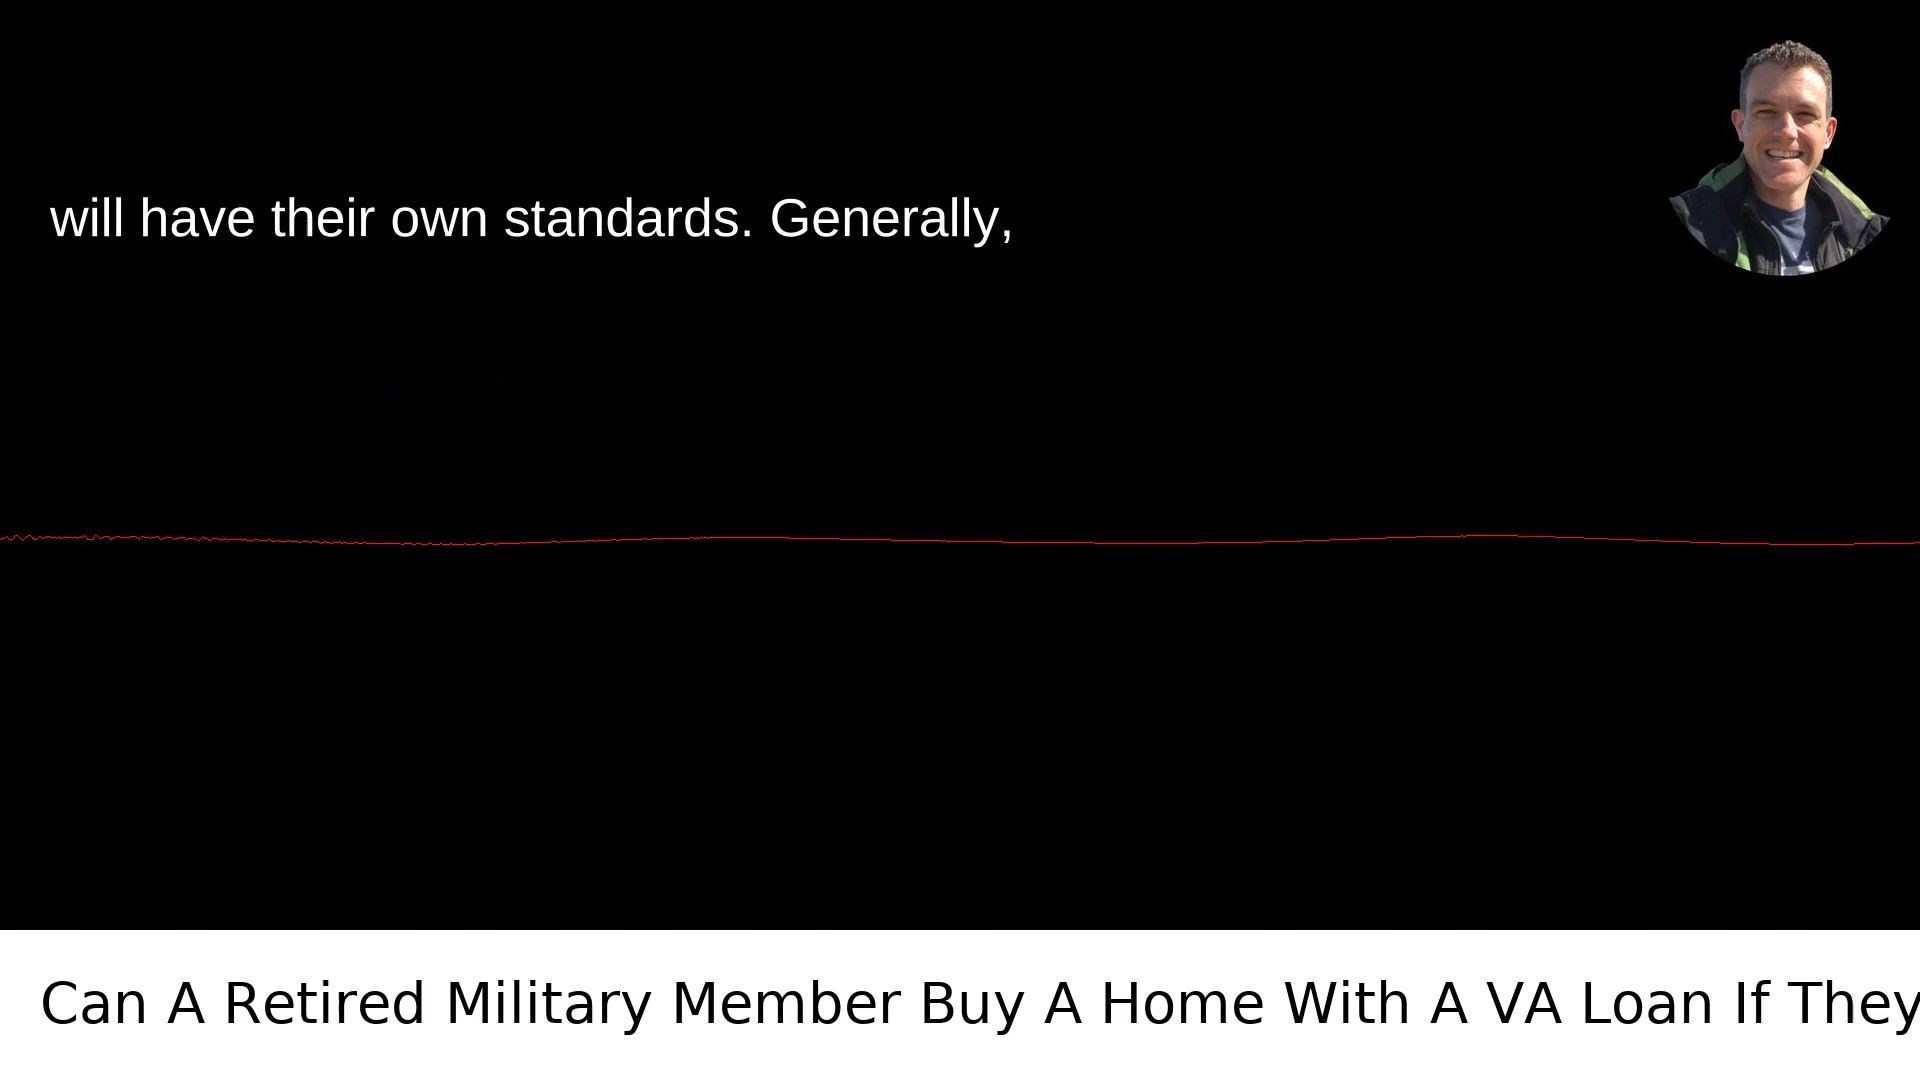 will have their own standards. Generally,
Can A Retired Military Member Buy A Home With A VA Loan If They